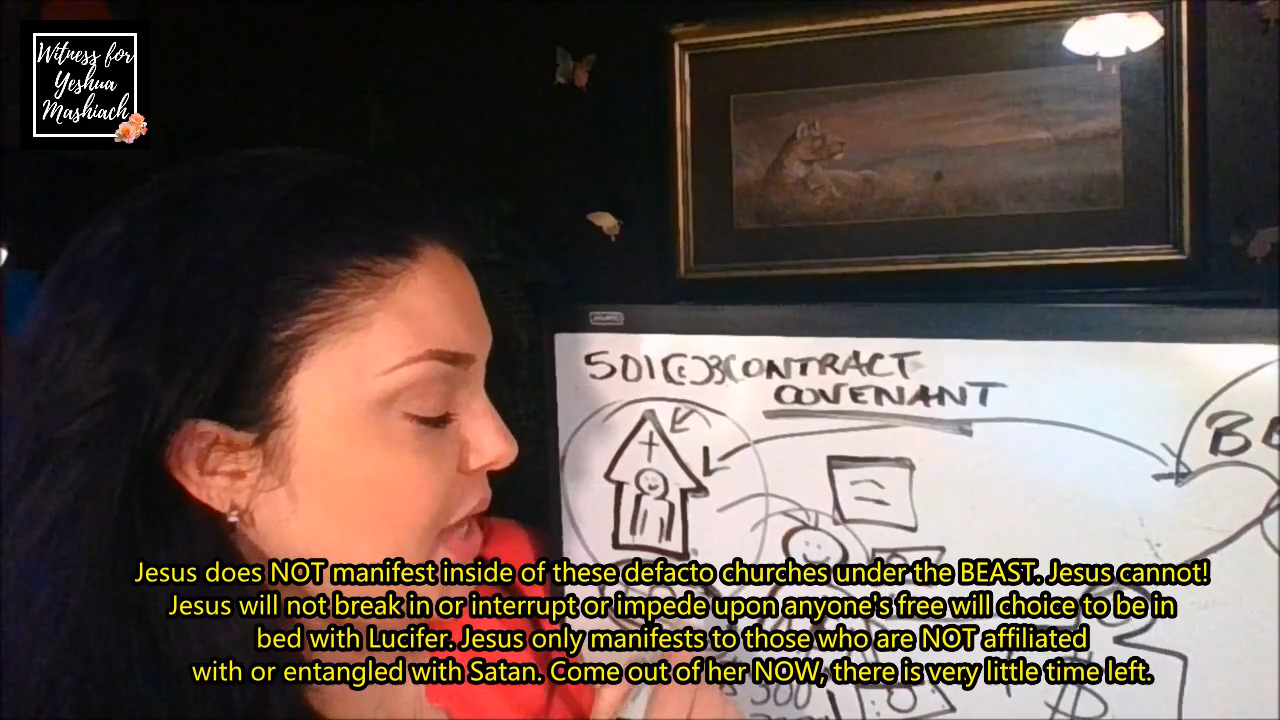 Witness for
Yeshua
Mashiach
501(c)3 CONTRACT
COVENANT
BE
Jesus does NOT manifest inside of these defacto churches under the BEAST. Jesus cannot!
Jesus will not break in or interrupt or impede upon anyone's free will choice to be in
bed with Lucifer. Jesus only manifests to those who are NOT affiliated
with or entangled with Satan. Come out of her NOW, there is very little time left.
500
$